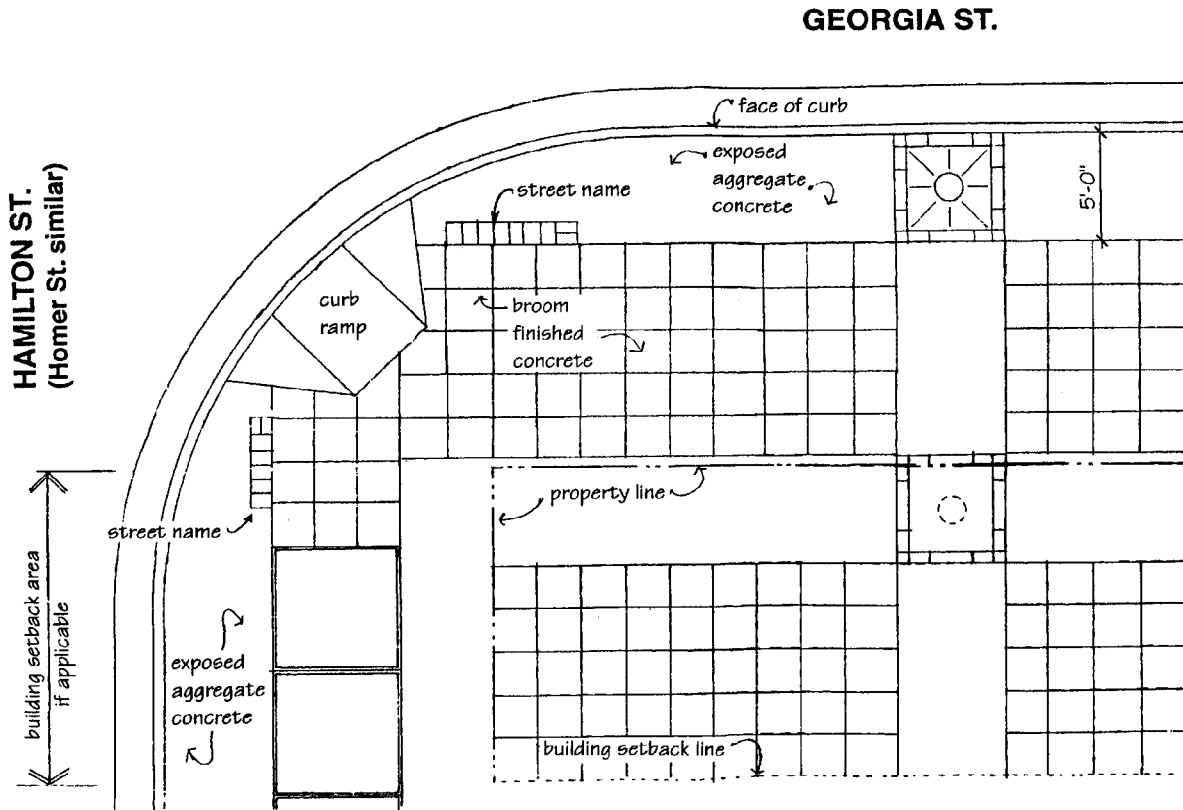 GEORGIA ST.
HAMILTON ST.
(Homer St. similar)
face of curb
exposed
aggregate
concrete
street name
5'-0"
curb
ramp
broom
finished
concrete
property line
street name
building setback area
if applicable
exposed
aggregate
concrete
building setback line